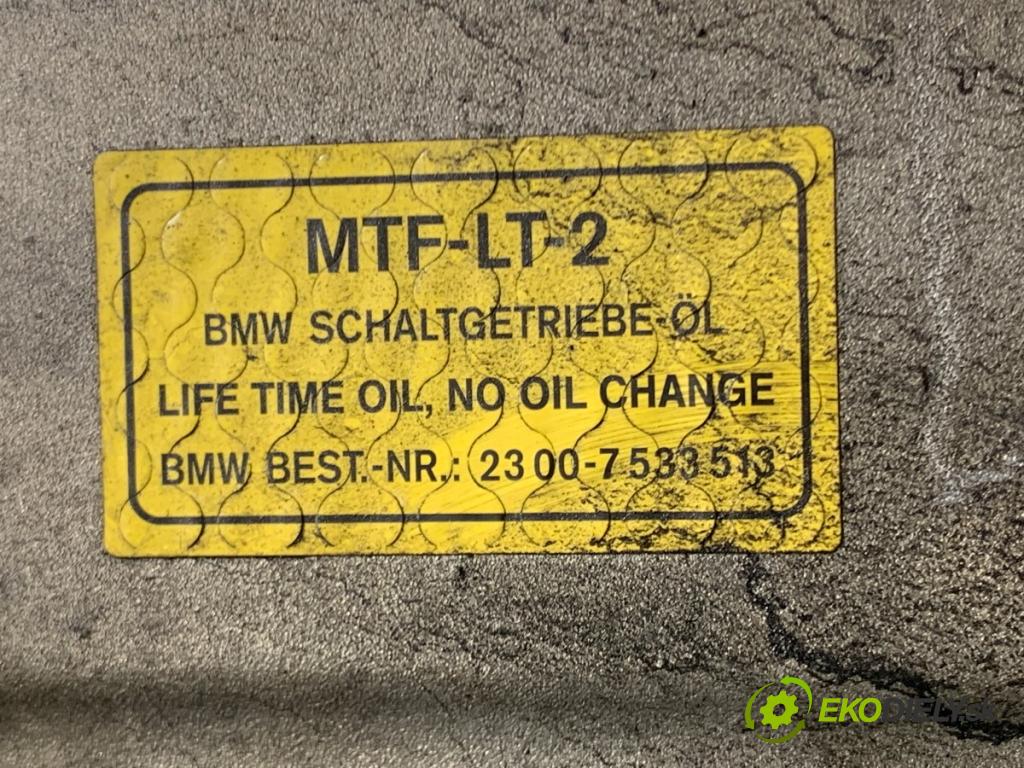 MTF-LT-2
BMW SCHALTGETRIEBE-ÖL
LIFE TIME OIL, NO OIL CHANGE
BMW BEST.-NR.: 23 00-7 533 513
EKODIELY.SK